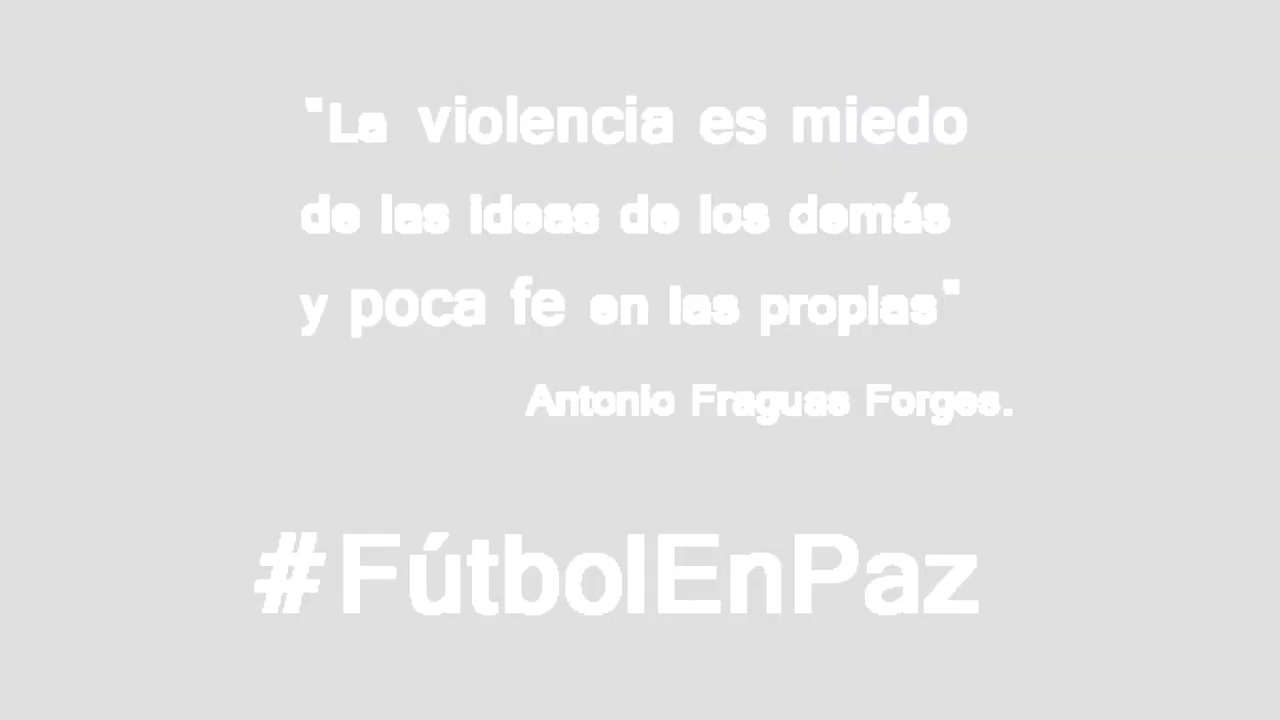 "La violencia es miedo
de las ideas de los demás
y poca fe en las propias"
Antonio Fraguas Forges.
#FútbolEnPaz